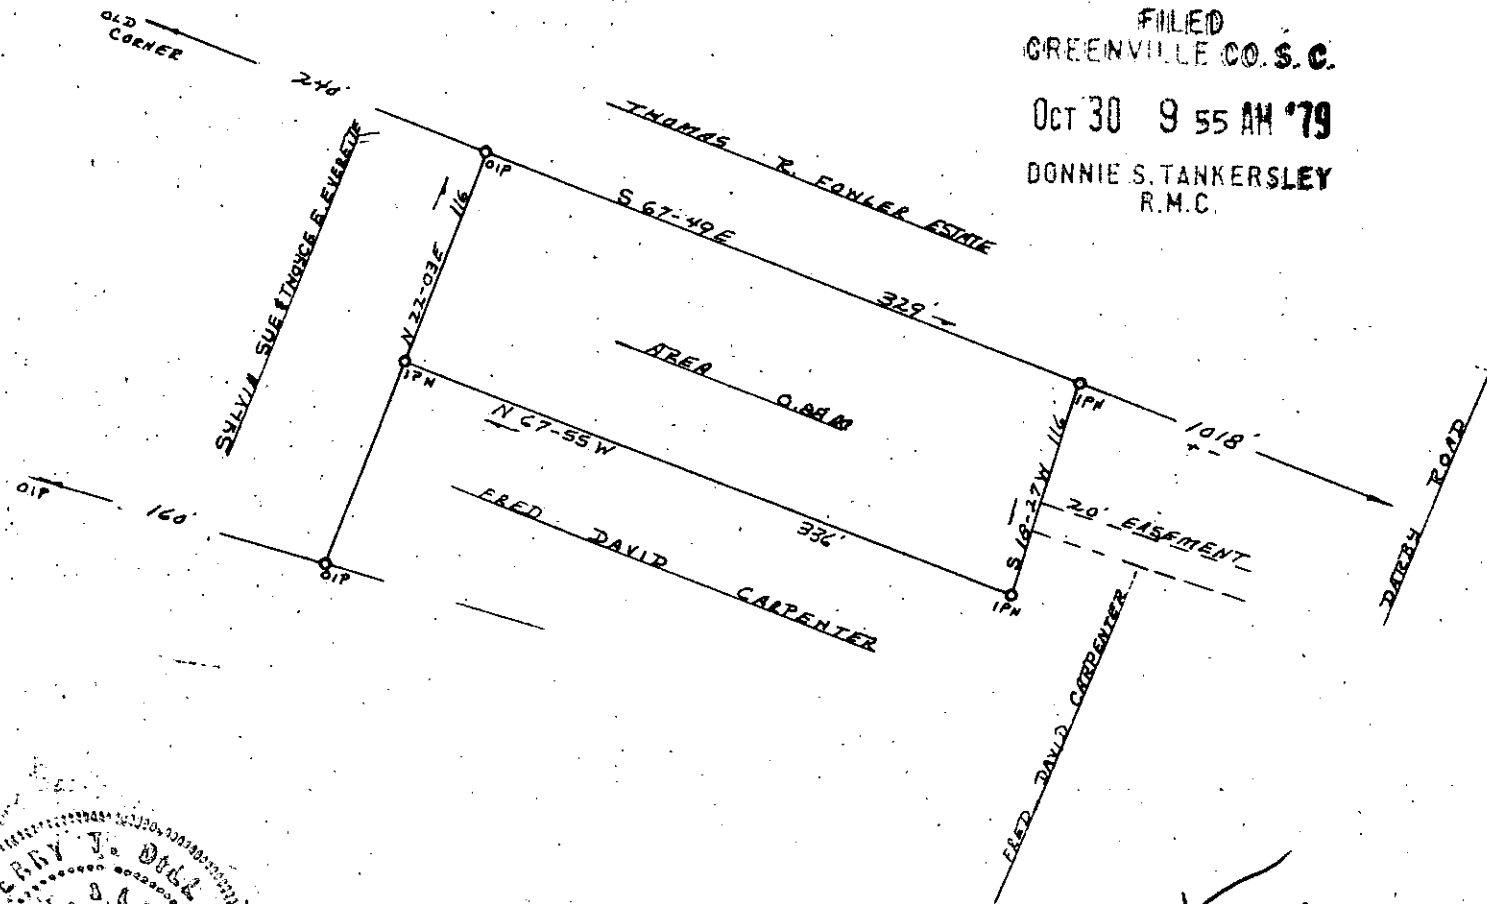 FILED
GREENVILLE CO. S. C.
OCT 30 9 55 AM '79
DONNIE S. TANKERSLEY
R.M.C.
OLD
CORNER
240'
THOMAS R. FOWLER ESTATE
OIP
S 67-49 E 329'
SYLVIA SUE & EVERETTE
N 22-03 E 116
AREA
IPN
IPN
1018'
+ -
DARBY ROAD
N 67-55 W 336'
S 18-27 W 116
20' EASEMENT
OIP
160'
OIP
FRED DAVID CARPENTER
IPN
FRED DAVID CARPENTER
J. DILL